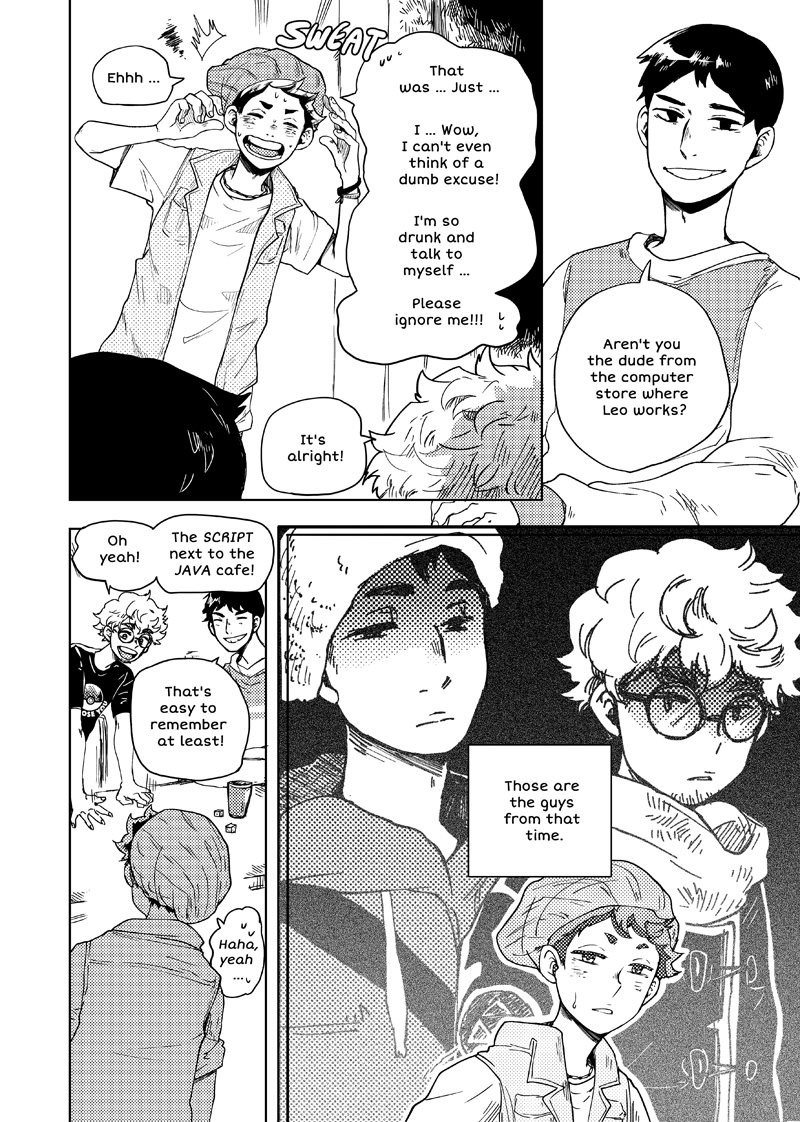 Ehhh ...
SWEAT
That
was ... Just ...
I ... Wow,
I can't even
think of a
dumb excuse!
I'm so
drunk and
talk to
myself ...
Please
ignore me!!!
It's
alright!
Aren't you
the dude from
the computer
store where
Leo works?
Oh
yeah!
The SCRIPT
next to the
JAVA cafe!
That's
easy to
remember
at least!
Haha,
yeah
...
Those are
the guys
from that
time.